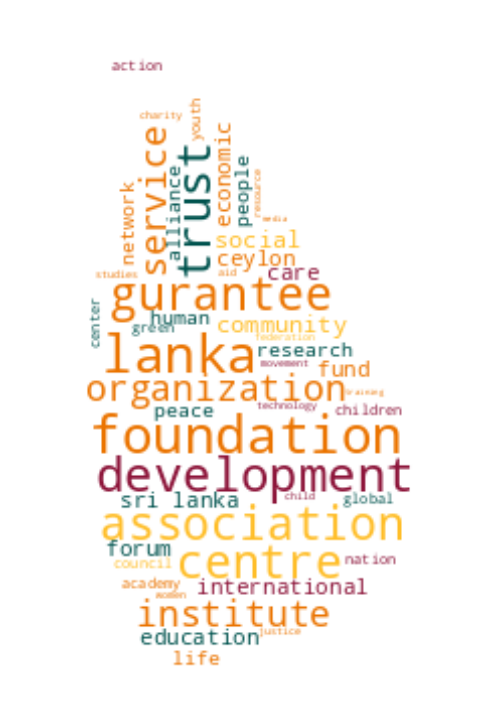 action
charity
youth
service
trust
economic
network
alliance
people
resource
media
social
ceylon
studies
aid
care
gurantee
center
human
green
community
federation
lanka
research
movement
fund
organization
training
peace
technology
children
foundation
development
sri lanka
child
global
association
forum
centre
council
nation
academy
international
women
institute
education
justice
life